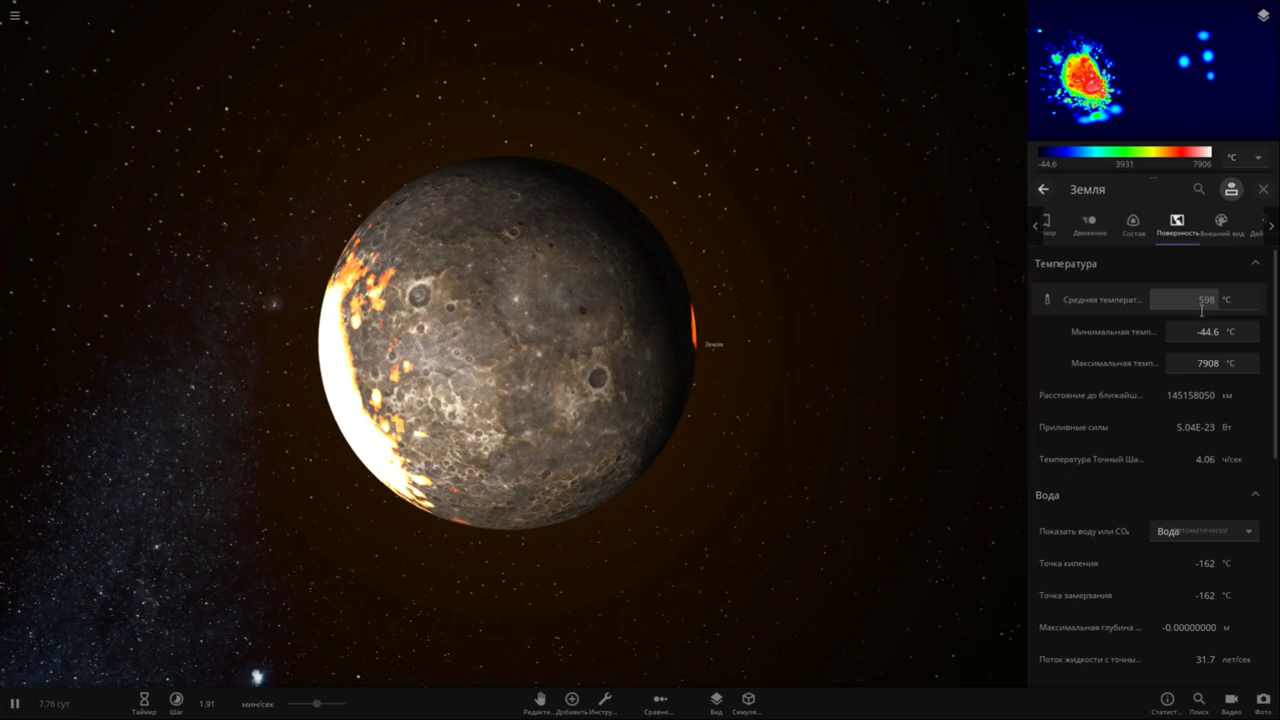 -44.6 3931 7906 °C
Земля
Движение Состав Поверхность Внешний вид Дей
Температура
Средняя температ... 598 °C
Минимальная темп... -44.6 °C
Максимальная темп... 7908 °C
Расстояние до ближайш... 145158050 км
Приливные силы 5.04E-23 Вт
Температура Точный Ша... 4.06 ч/сек
Вода
Показать воду или CO₂ Вода
Точка кипения -162 °C
Точка замерзания -162 °C
Максимальная глубина ... -0.00000000 м
Поток жидкости с точны... 31.7 лет/сек
Земля
7.76 сут Таймер Шаг 1.91 мин/сек Редакти... Добавить Инстру... Сравне... Вид Симуля... Статист... Поиск Видео Фото